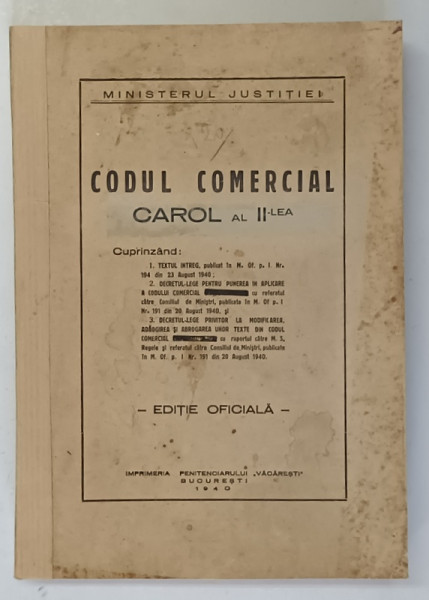 MINISTERUL JUSTIȚIEI
CODUL COMERCIAL
CAROL AL II-LEA
Cuprinzând:
1. TEXTUL INTREG, publicat în M. Of. p. I Nr.
194 din 23 August 1940;
2. DECRETUL-LEGE PENTRU PUNEREA IN APLICARE
A CODULUI COMERCIAL cu referatul
către Consiliul de Miniștri, publicate în M. Of p. I
Nr. 191 din 20 August 1940, și
3. DECRETUL-LEGE PRIVITOR LA MODIFICAREA,
ADĂOGIREA ȘI ABROGAREA UNOR TEXTE DIN CODUL
COMERCIAL cu raportul către M. S.
Regele și referatul către Consiliul de Miniștri, publicate
în M. Of. p. I Nr. 191 din 20 August 1940.
– EDIȚIE OFICIALĂ –
IMPRIMERIA PENITENCIARULUI „VĂCĂREȘTI"
BUCUREȘTI
1940